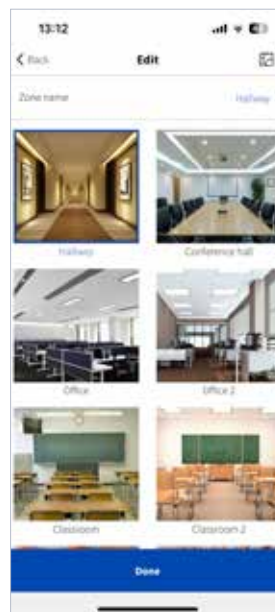 13:12
Back Edit
Zone name Hallway
Hallway Conference hall
Office Office 2
Classroom Classroom 2
Done